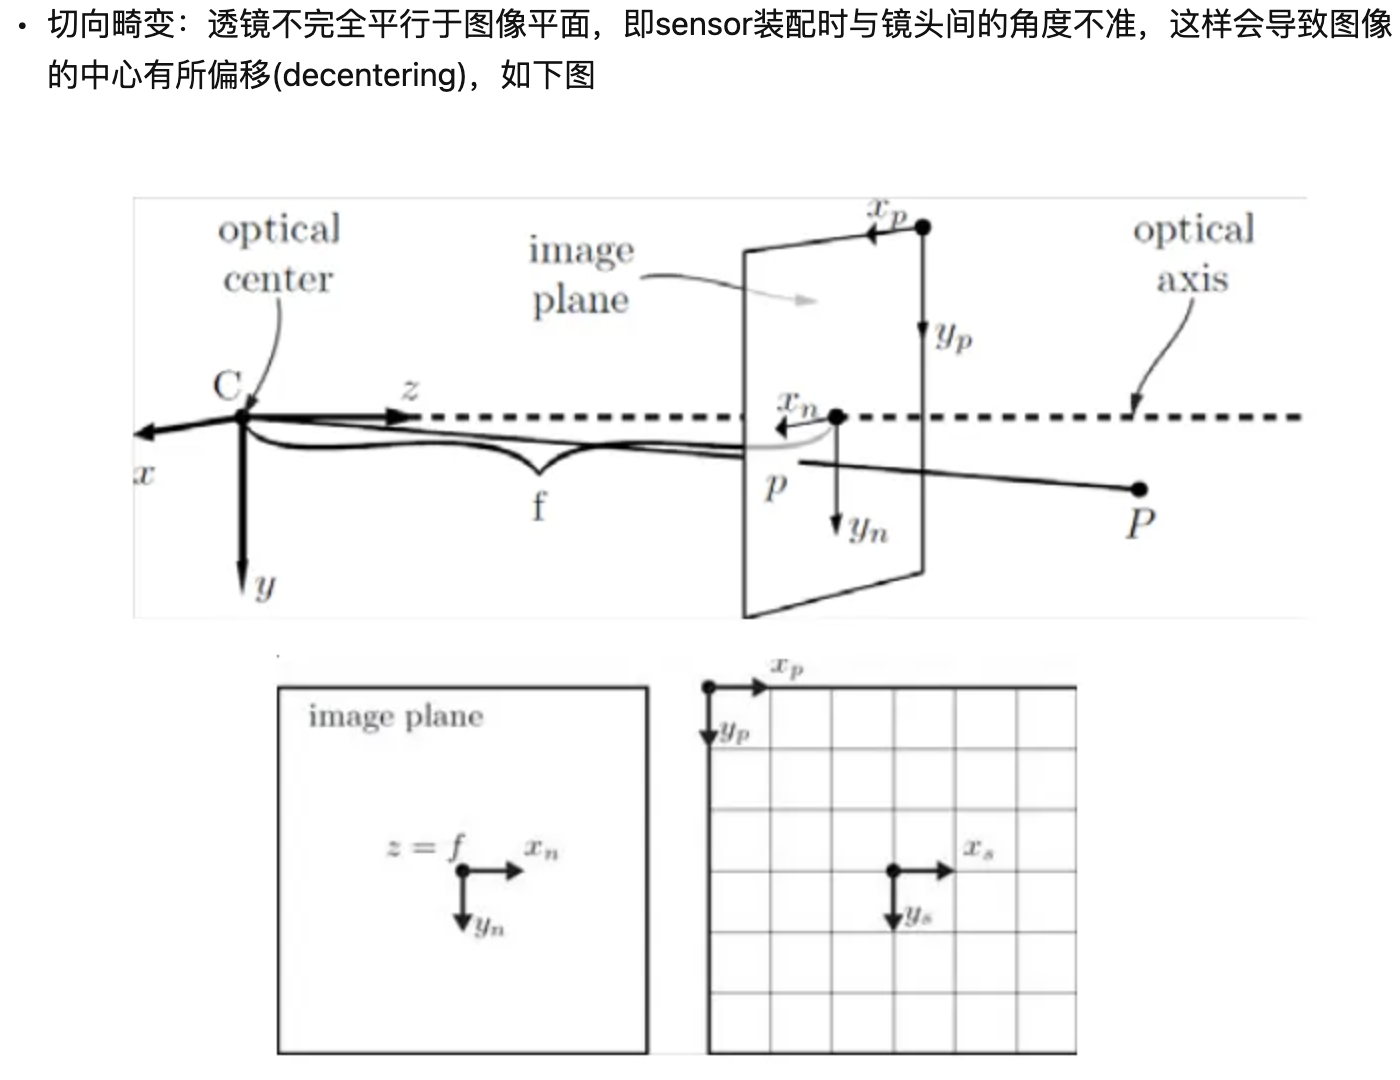 • 切向畸变：透镜不完全平行于图像平面，即sensor装配时与镜头间的角度不准，这样会导致图像
的中心有所偏移(decentering)，如下图
optical
center
image
plane
x_p
optical
axis
y_p
C
z
x_n
x
p
f
y_n
P
y
image plane
z = f
x_n
y_n
x_p
y_p
x_s
y_s